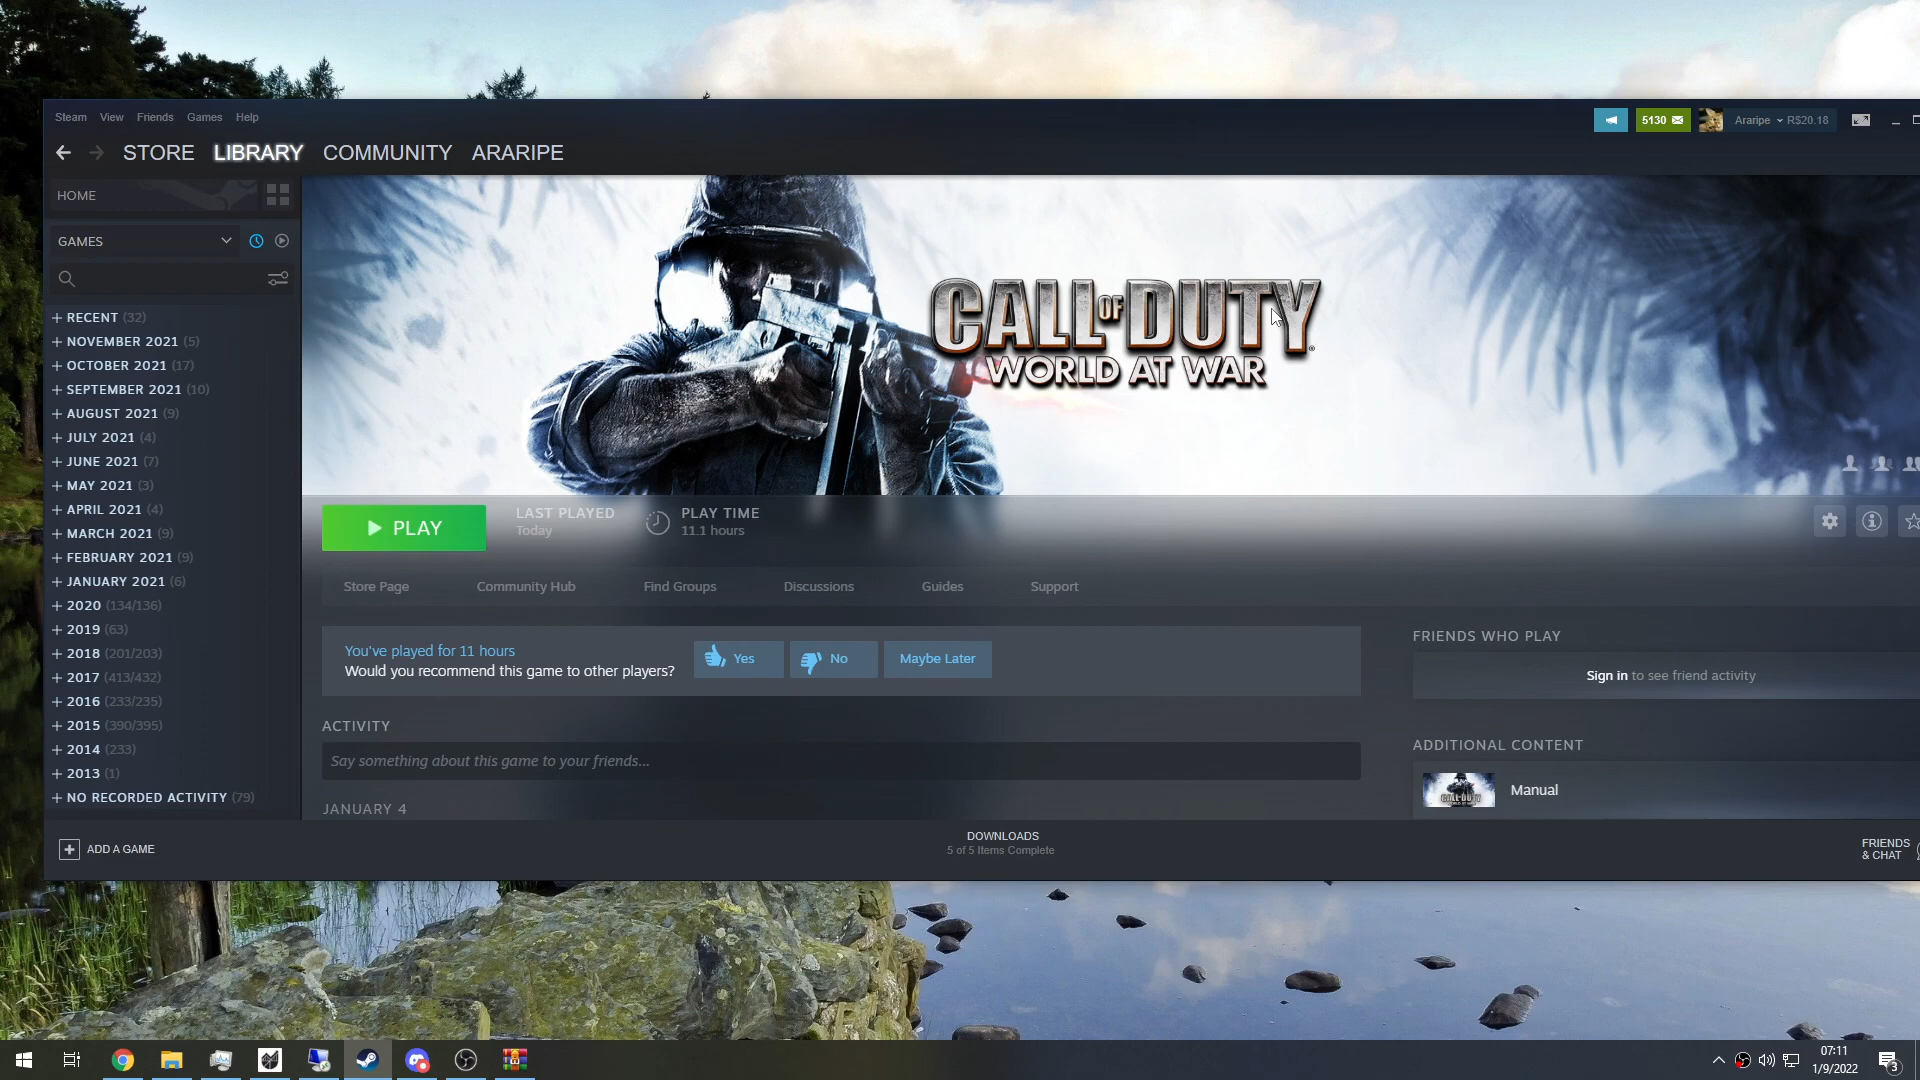 Steam View Friends Games Help
5130
Araripe R$20.18
STORE LIBRARY COMMUNITY ARARIPE
HOME
GAMES
RECENT (32)
NOVEMBER 2021 (5)
OCTOBER 2021 (17)
SEPTEMBER 2021 (10)
AUGUST 2021 (9)
JULY 2021 (4)
JUNE 2021 (7)
MAY 2021 (3)
APRIL 2021 (4)
MARCH 2021 (9)
FEBRUARY 2021 (9)
JANUARY 2021 (6)
2020 (134/136)
2019 (63)
2018 (201/203)
2017 (413/432)
2016 (233/235)
2015 (390/395)
2014 (233)
2013 (1)
NO RECORDED ACTIVITY (79)
CALL OF DUTY
WORLD AT WAR
PLAY
LAST PLAYED
Today
PLAY TIME
11.1 hours
Store Page Community Hub Find Groups Discussions Guides Support
You've played for 11 hours
Would you recommend this game to other players?
Yes No Maybe Later
ACTIVITY
Say something about this game to your friends...
JANUARY 4
FRIENDS WHO PLAY
Sign in to see friend activity
ADDITIONAL CONTENT
CALL OF DUTY
Manual
ADD A GAME
DOWNLOADS
5 of 5 Items Complete
FRIENDS
& CHAT
07:11
1/9/2022
3